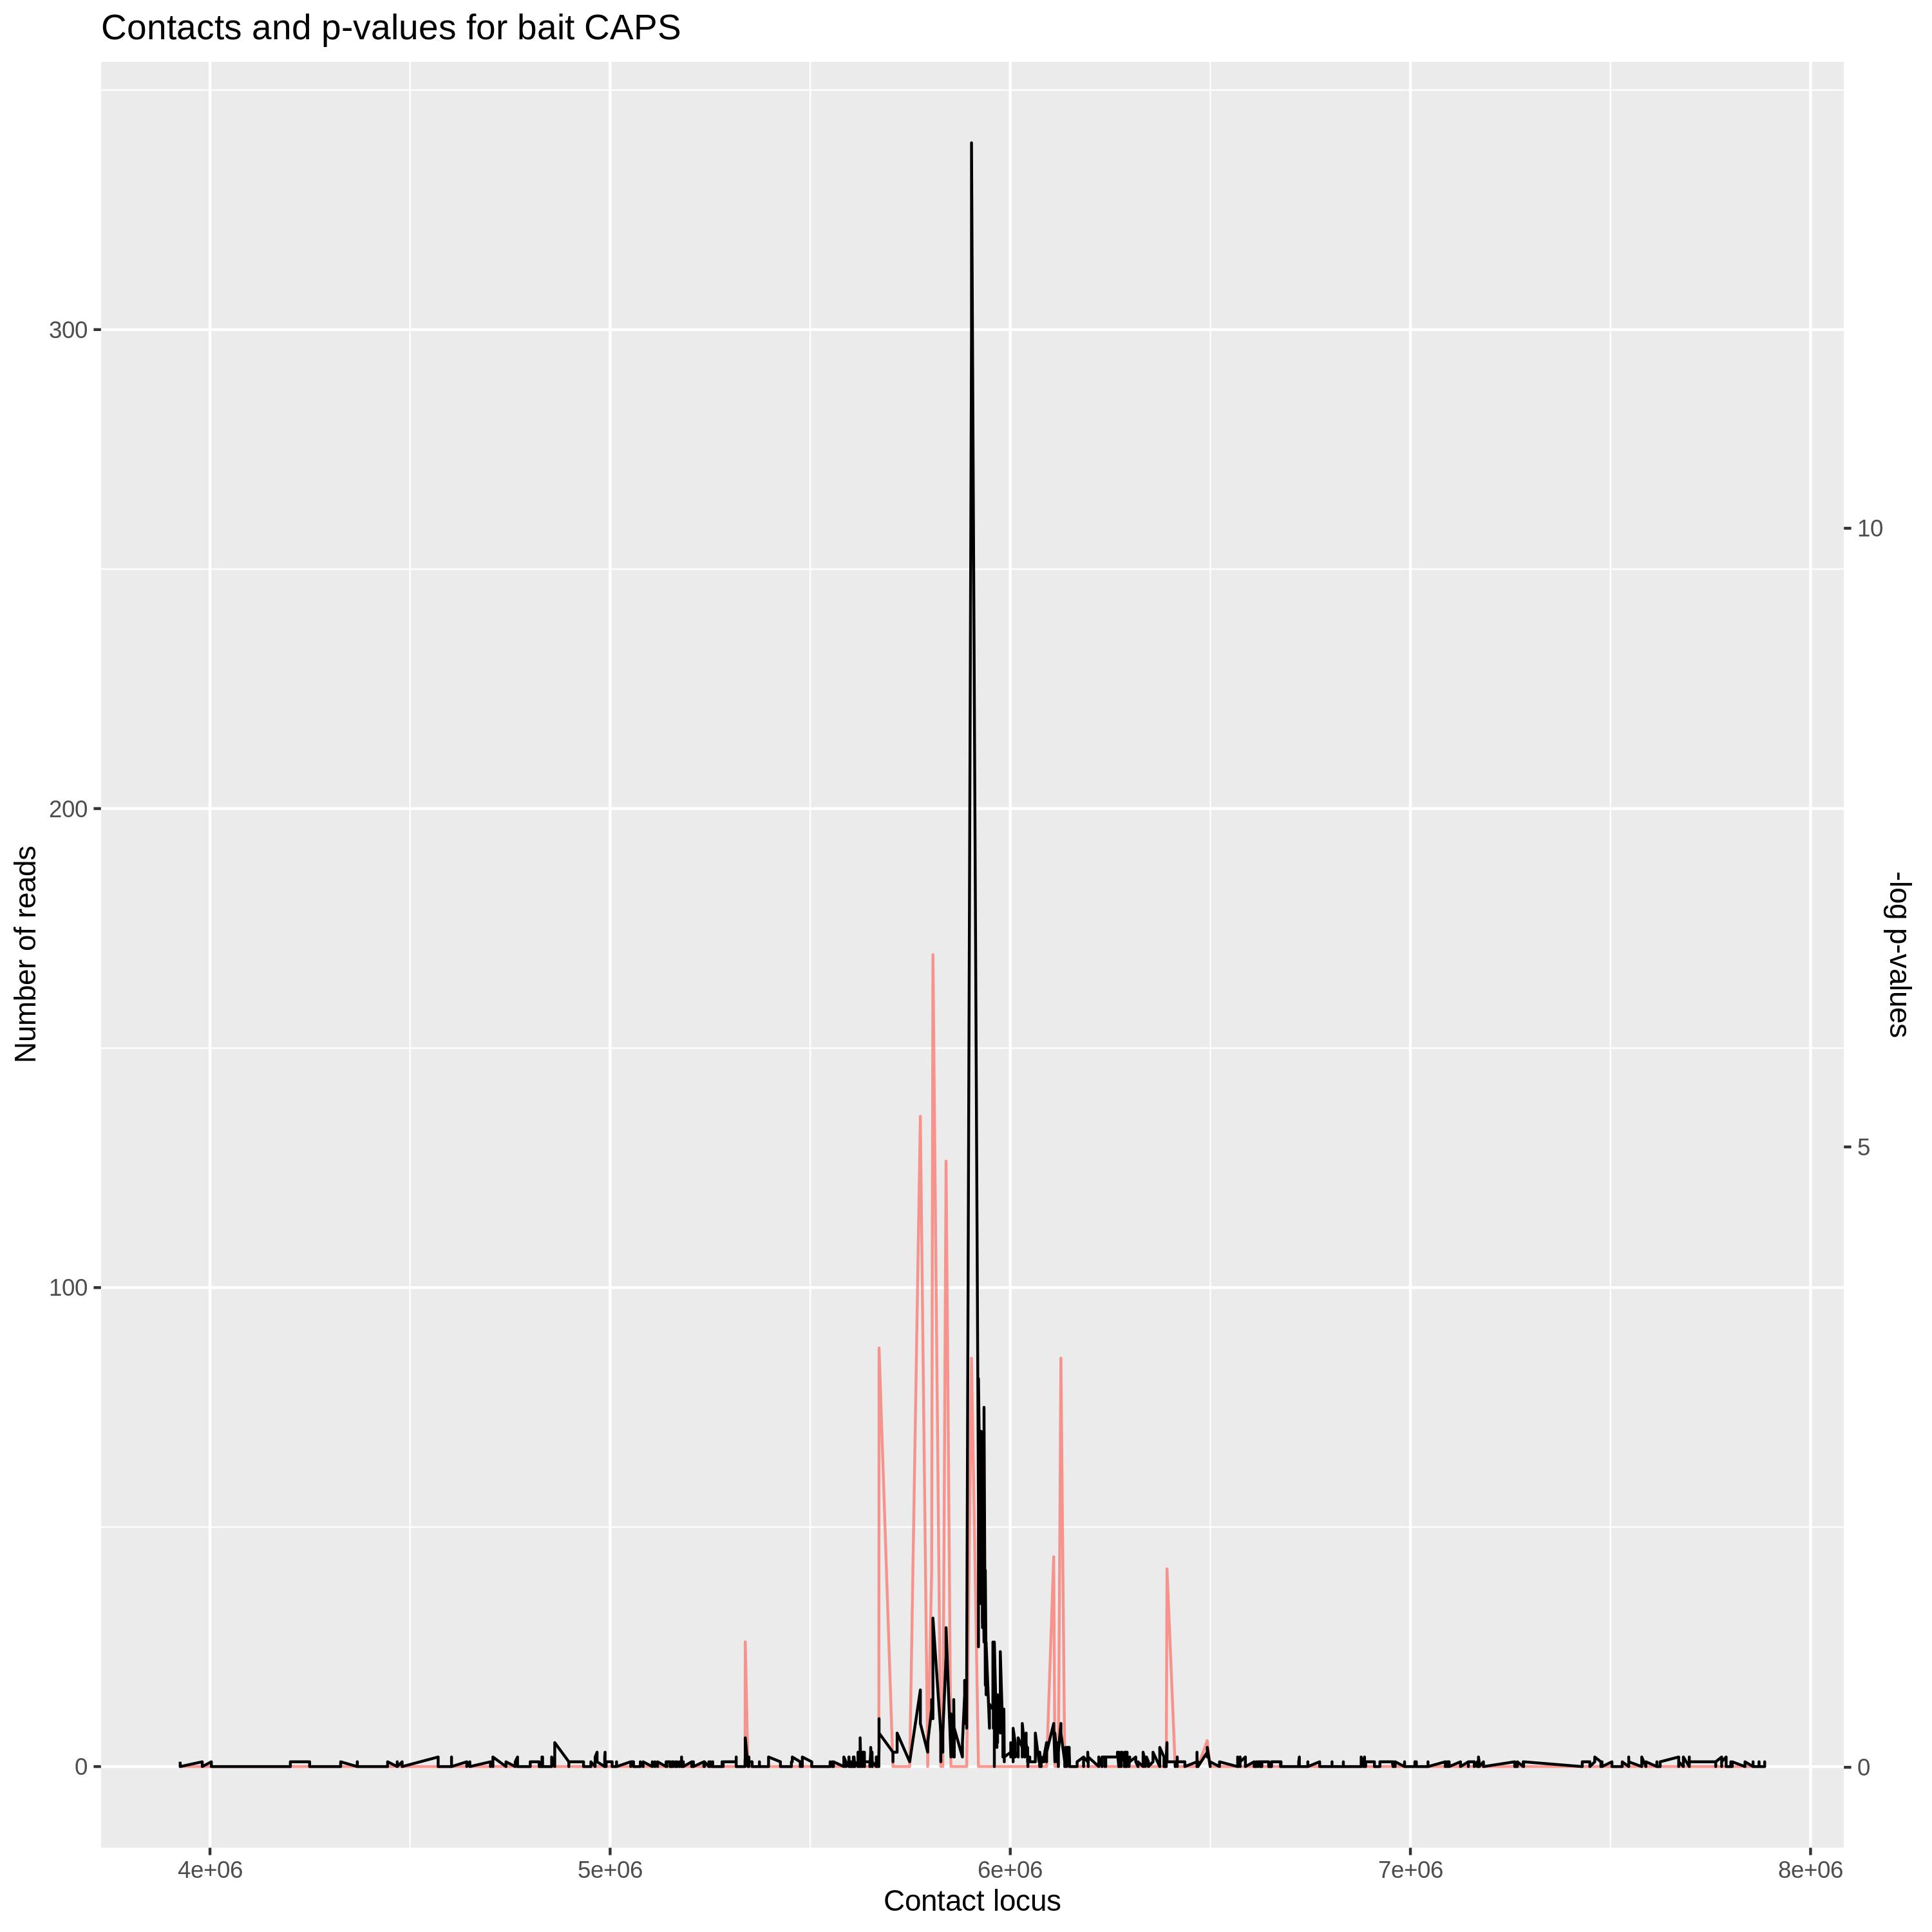 Contacts and p-values for bait CAPS
Number of reads
300
200
100
0
10
5
0
-log p-values
4e+06 5e+06 6e+06 7e+06 8e+06
Contact locus